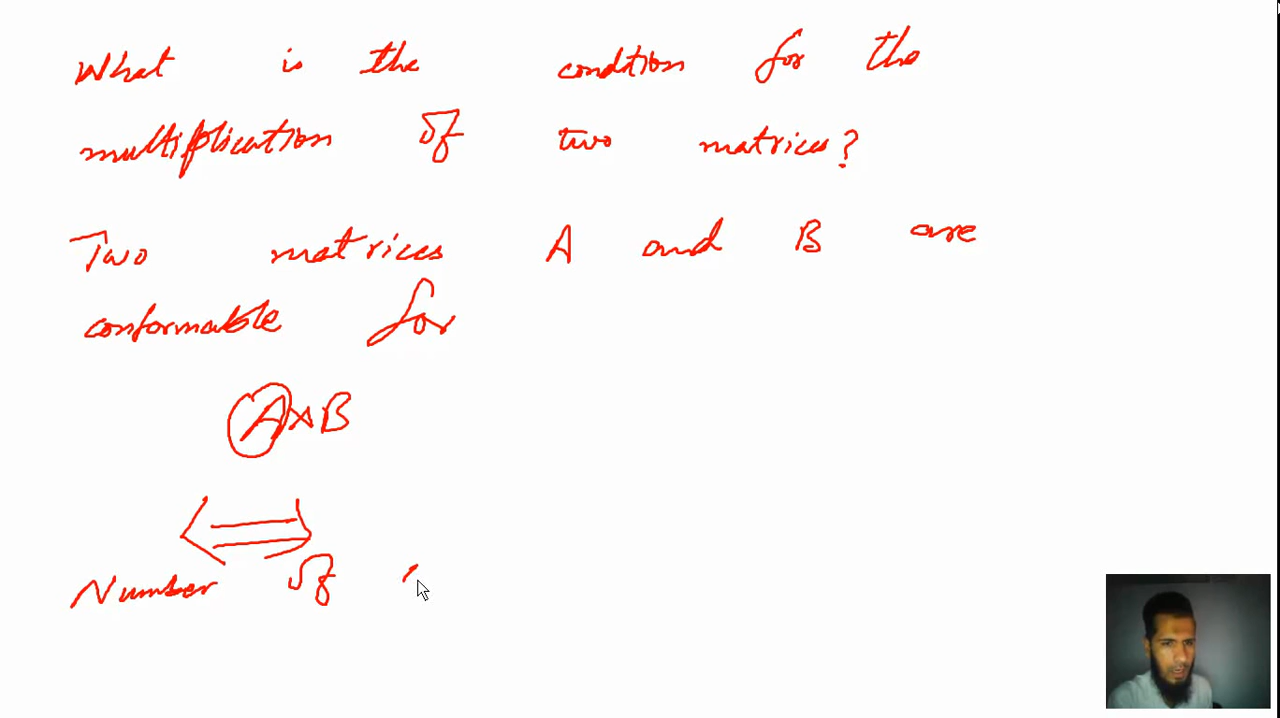 What is the condition for the
multiplication of two matrices?
Two matrices A and B are
conformable for
A×B
⟺
Number of